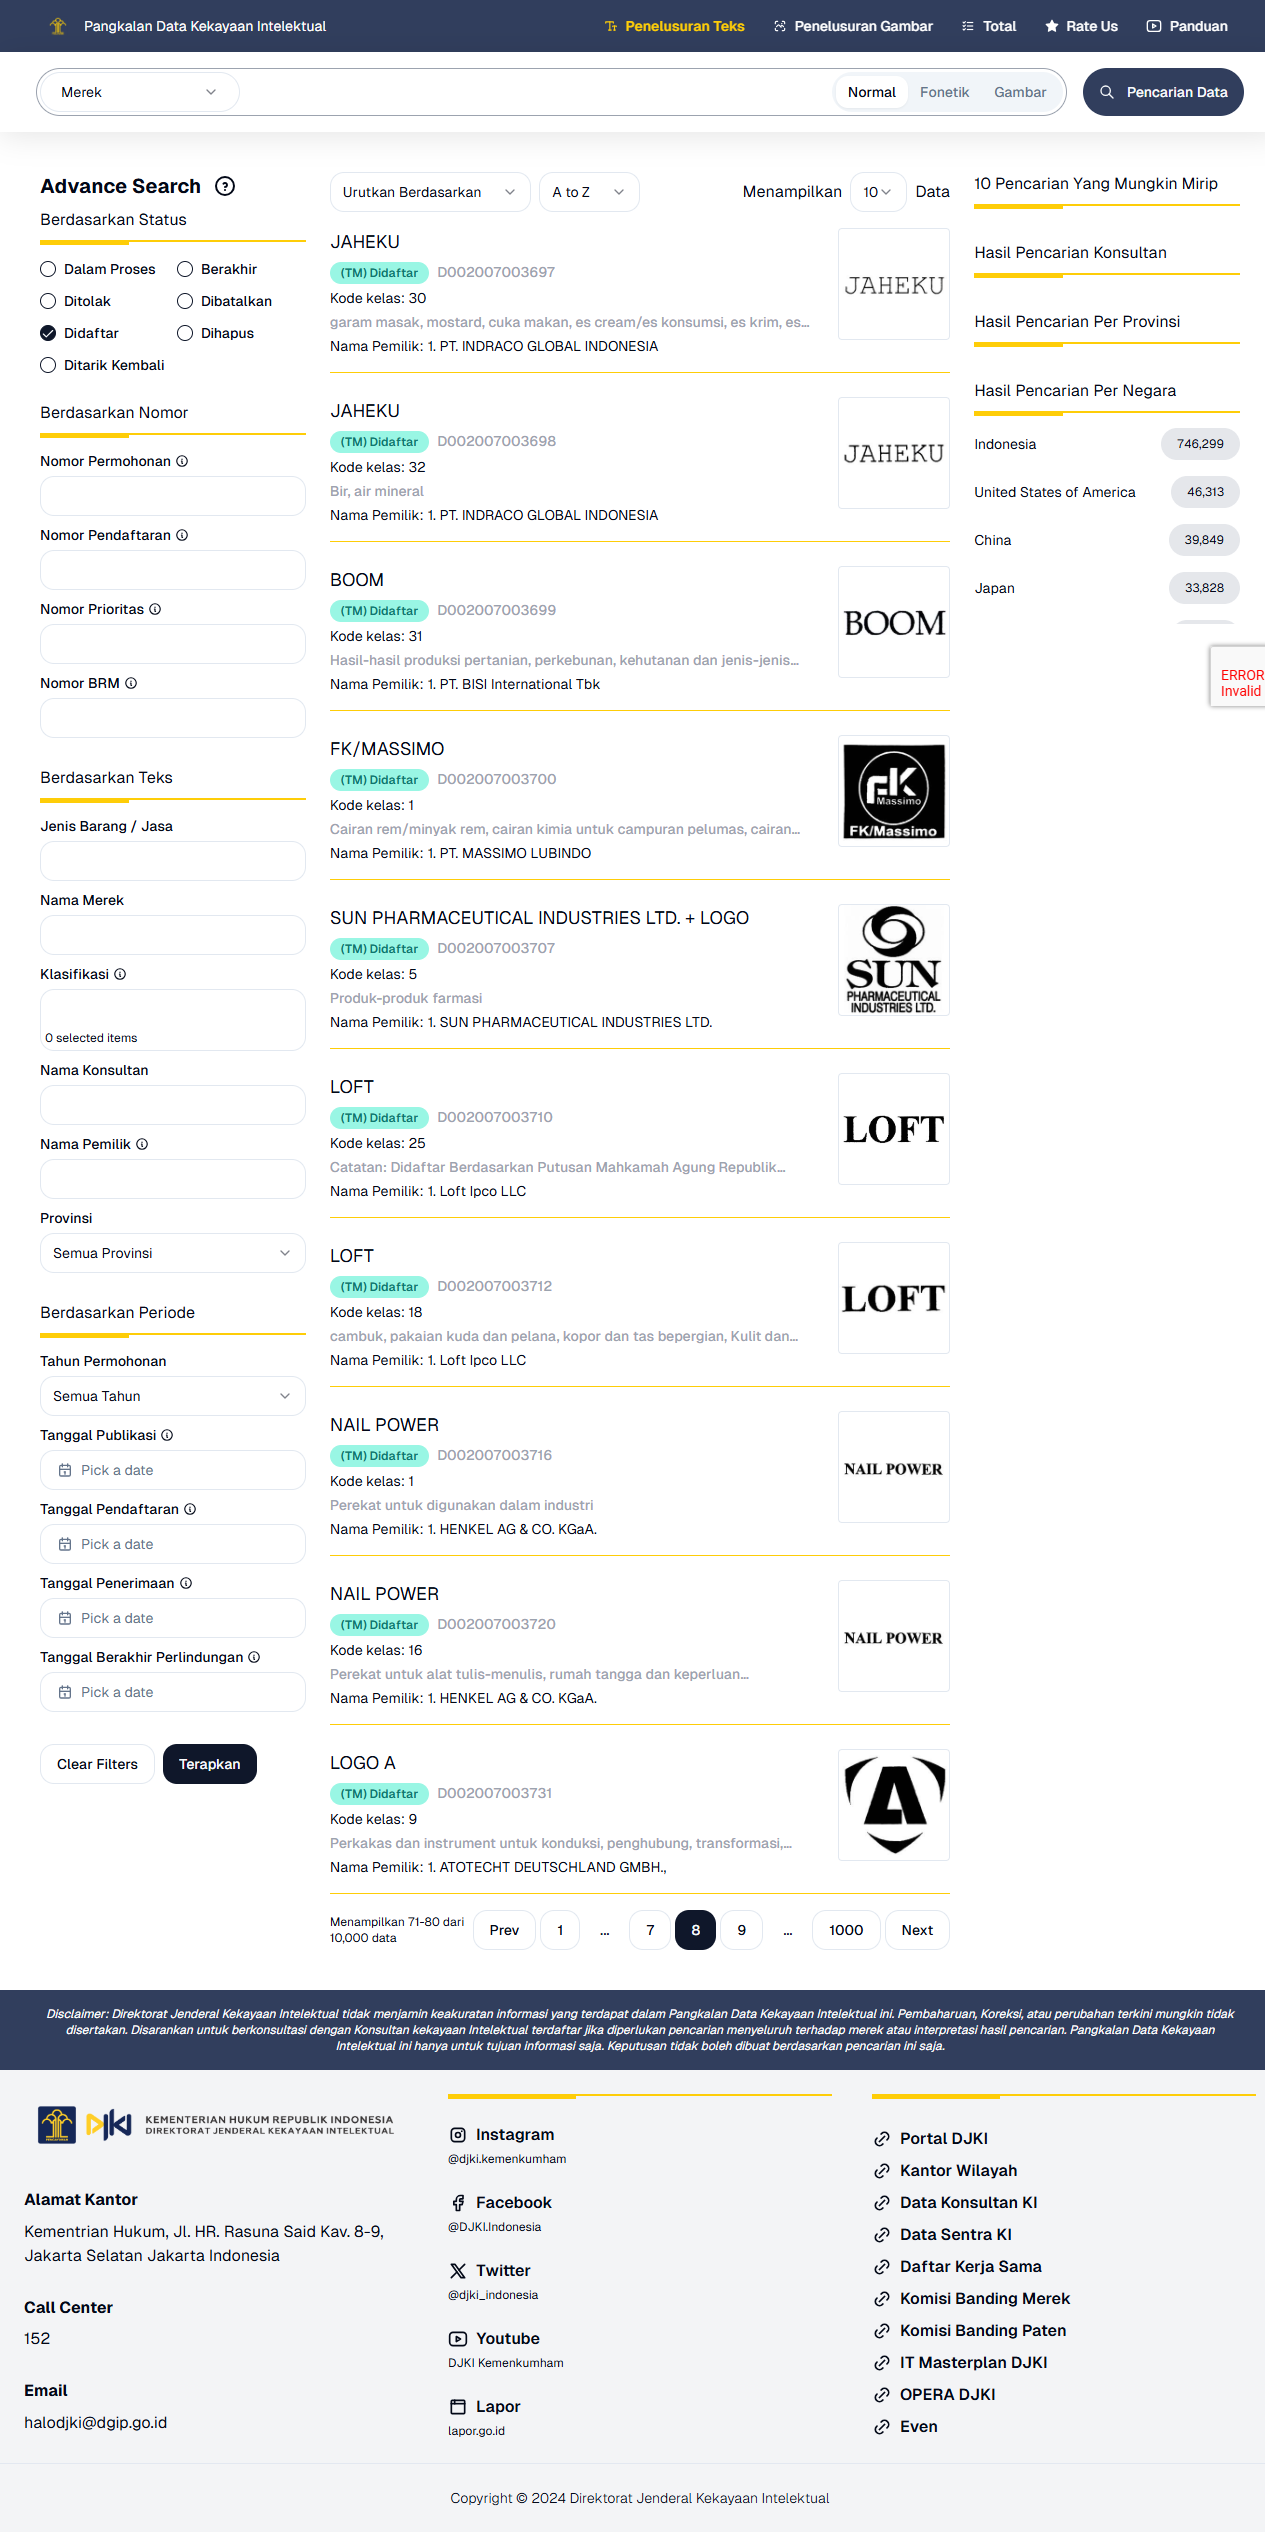 Pangkalan Data Kekayaan Intelektual
Penelusuran Teks
Penelusuran Gambar
Total
Rate Us
Panduan
Merek
Normal
Fonetik
Gambar
Pencarian Data
Advance Search
Berdasarkan Status
Dalam Proses
Berakhir
Ditolak
Dibatalkan
Didaftar
Dihapus
Ditarik Kembali
Berdasarkan Nomor
Nomor Permohonan
Nomor Pendaftaran
Nomor Prioritas
Nomor BRM
Berdasarkan Teks
Jenis Barang / Jasa
Nama Merek
Klasifikasi
0 selected items
Nama Konsultan
Nama Pemilik
Provinsi
Semua Provinsi
Berdasarkan Periode
Tahun Permohonan
Semua Tahun
Tanggal Publikasi
Pick a date
Tanggal Pendaftaran
Pick a date
Tanggal Penerimaan
Pick a date
Tanggal Berakhir Perlindungan
Pick a date
Clear Filters
Terapkan
Urutkan Berdasarkan
A to Z
Menampilkan 10 Data
JAHEKU
(TM) Didaftar D002007003697
Kode kelas: 30
garam masak, mostard, cuka makan, es cream/es konsumsi, es krim, es...
Nama Pemilik: 1. PT. INDRACO GLOBAL INDONESIA
JAHEKU
JAHEKU
(TM) Didaftar D002007003698
Kode kelas: 32
Bir, air mineral
Nama Pemilik: 1. PT. INDRACO GLOBAL INDONESIA
JAHEKU
BOOM
(TM) Didaftar D002007003699
Kode kelas: 31
Hasil-hasil produksi pertanian, perkebunan, kehutanan dan jenis-jenis...
Nama Pemilik: 1. PT. BISI International Tbk
BOOM
FK/MASSIMO
(TM) Didaftar D002007003700
Kode kelas: 1
Cairan rem/minyak rem, cairan kimia untuk campuran pelumas, cairan...
Nama Pemilik: 1. PT. MASSIMO LUBINDO
FK
Massimo
FK/Massimo
SUN PHARMACEUTICAL INDUSTRIES LTD. + LOGO
(TM) Didaftar D002007003707
Kode kelas: 5
Produk-produk farmasi
Nama Pemilik: 1. SUN PHARMACEUTICAL INDUSTRIES LTD.
SUN
PHARMACEUTICAL
INDUSTRIES LTD.
LOFT
(TM) Didaftar D002007003710
Kode kelas: 25
Catatan: Didaftar Berdasarkan Putusan Mahkamah Agung Republik...
Nama Pemilik: 1. Loft Ipco LLC
LOFT
LOFT
(TM) Didaftar D002007003712
Kode kelas: 18
cambuk, pakaian kuda dan pelana, kopor dan tas bepergian, Kulit dan...
Nama Pemilik: 1. Loft Ipco LLC
LOFT
NAIL POWER
(TM) Didaftar D002007003716
Kode kelas: 1
Perekat untuk digunakan dalam industri
Nama Pemilik: 1. HENKEL AG & CO. KGaA.
NAIL POWER
NAIL POWER
(TM) Didaftar D002007003720
Kode kelas: 16
Perekat untuk alat tulis-menulis, rumah tangga dan keperluan...
Nama Pemilik: 1. HENKEL AG & CO. KGaA.
NAIL POWER
LOGO A
(TM) Didaftar D002007003731
Kode kelas: 9
Perkakas dan instrument untuk konduksi, penghubung, transformasi,...
Nama Pemilik: 1. ATOTECHT DEUTSCHLAND GMBH.,
A
Menampilkan 71-80 dari
10,000 data
Prev 1 ... 7 8 9 ... 1000 Next
10 Pencarian Yang Mungkin Mirip
Hasil Pencarian Konsultan
Hasil Pencarian Per Provinsi
Hasil Pencarian Per Negara
Indonesia 746,299
United States of America 46,313
China 39,849
Japan 33,828
ERROR
Invalid
Disclaimer: Direktorat Jenderal Kekayaan Intelektual tidak menjamin keakuratan informasi yang terdapat dalam Pangkalan Data Kekayaan Intelektual ini. Pembaharuan, Koreksi, atau perubahan terkini mungkin tidak
disertakan. Disarankan untuk berkonsultasi dengan Konsultan kekayaan Intelektual terdaftar jika diperlukan pencarian menyeluruh terhadap merek atau interpretasi hasil pencarian. Pangkalan Data Kekayaan
Intelektual ini hanya untuk tujuan informasi saja. Keputusan tidak boleh dibuat berdasarkan pencarian ini saja.
DJKI
KEMENTERIAN HUKUM REPUBLIK INDONESIA
DIREKTORAT JENDERAL KEKAYAAN INTELEKTUAL
Alamat Kantor
Kementrian Hukum, Jl. HR. Rasuna Said Kav. 8-9,
Jakarta Selatan Jakarta Indonesia
Call Center
152
Email
halodjki@dgip.go.id
Instagram
@djki.kemenkumham
Facebook
@DJKI.Indonesia
Twitter
@djki_indonesia
Youtube
DJKI Kemenkumham
Lapor
lapor.go.id
Portal DJKI
Kantor Wilayah
Data Konsultan KI
Data Sentra KI
Daftar Kerja Sama
Komisi Banding Merek
Komisi Banding Paten
IT Masterplan DJKI
OPERA DJKI
Even
Copyright © 2024 Direktorat Jenderal Kekayaan Intelektual